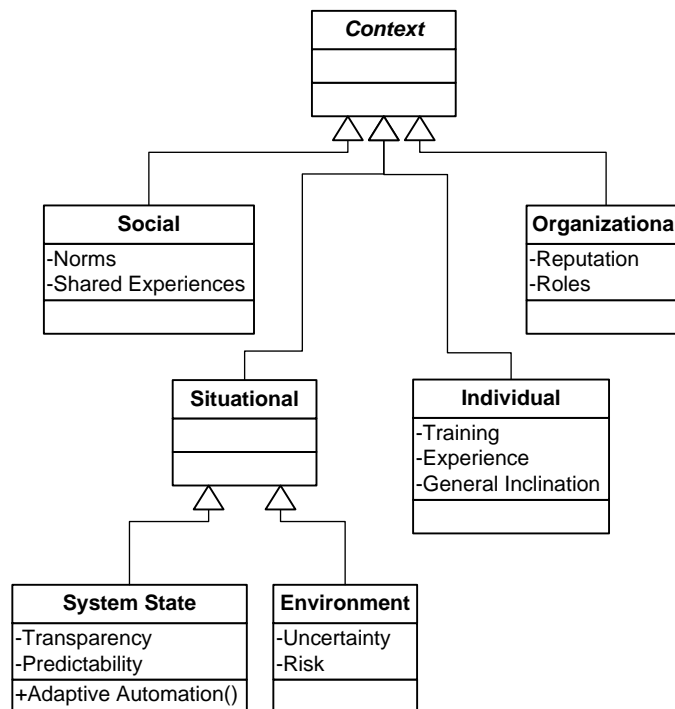 Context
Social
-Norms
-Shared Experiences
Organizational
-Reputation
-Roles
Situational
Individual
-Training
-Experience
-General Inclination
System State
-Transparency
-Predictability
+Adaptive Automation()
Environment
-Uncertainty
-Risk